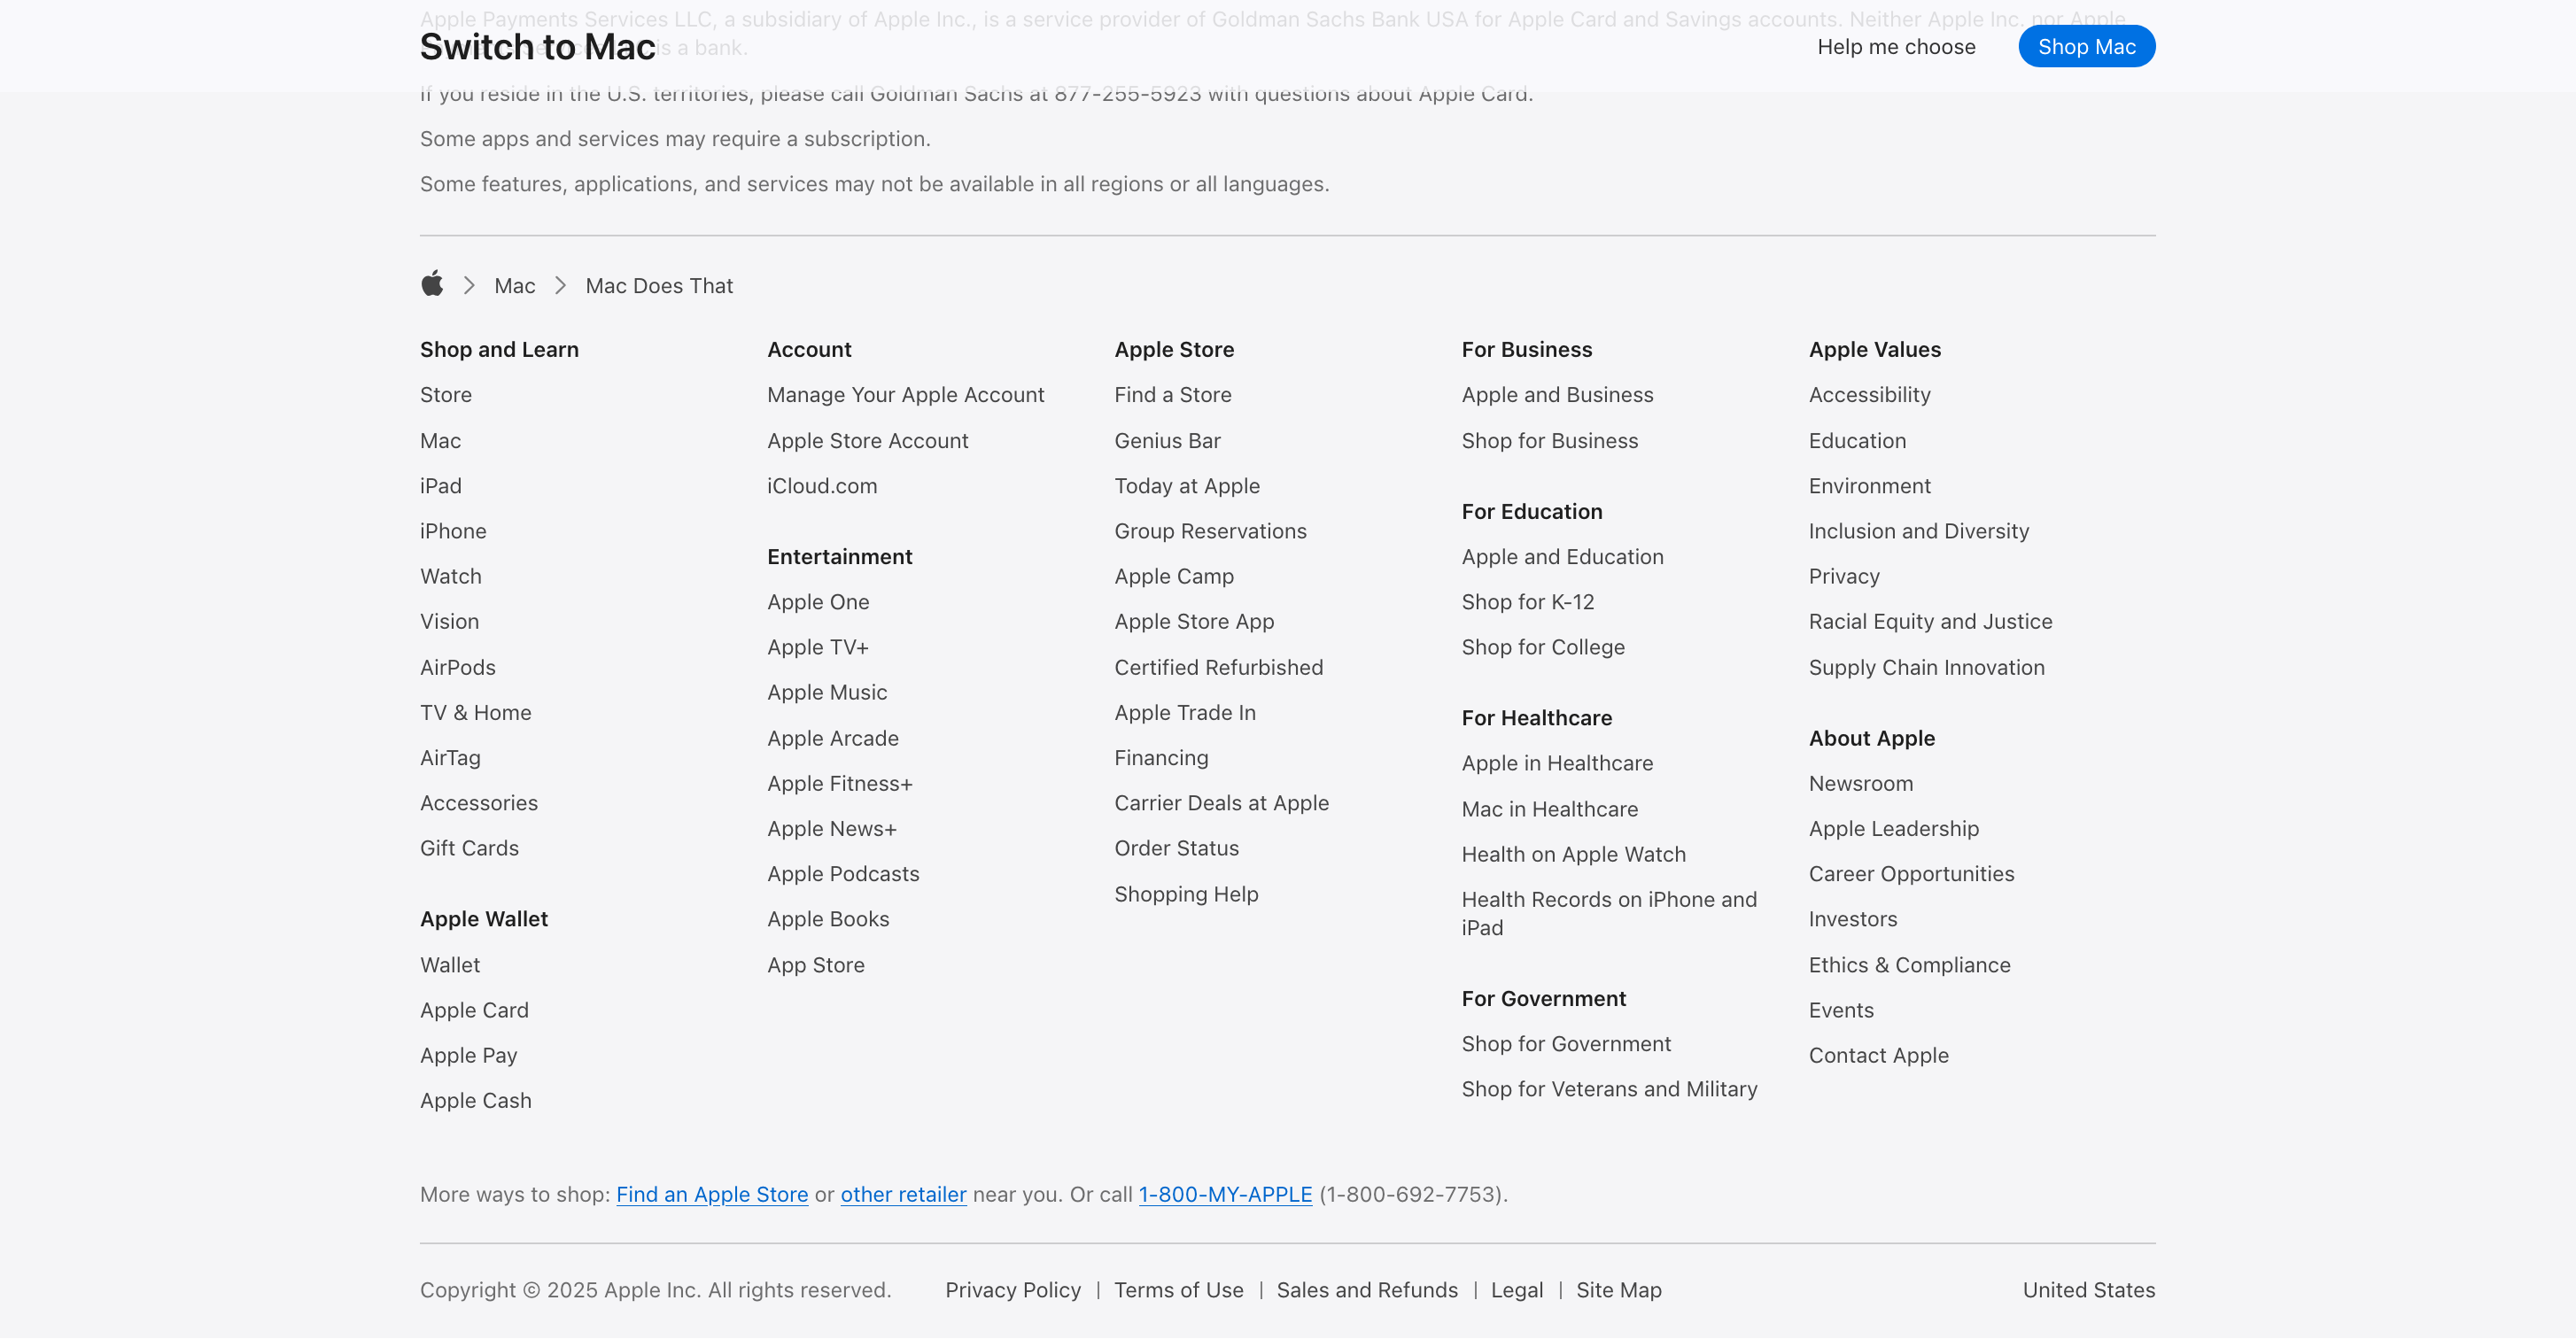 Apple Payments Services LLC, a subsidiary of Apple Inc., is a service provider of Goldman Sachs Bank USA for Apple Card and Savings accounts. Neither Apple Inc. nor Apple
is a bank.
Switch to Mac
Help me choose
Shop Mac
If you reside in the U.S. territories, please call Goldman Sachs at 877-255-5923 with questions about Apple Card.
Some apps and services may require a subscription.
Some features, applications, and services may not be available in all regions or all languages.
Mac
Mac Does That
Shop and Learn
Store
Mac
iPad
iPhone
Watch
Vision
AirPods
TV & Home
AirTag
Accessories
Gift Cards
Apple Wallet
Wallet
Apple Card
Apple Pay
Apple Cash
Account
Manage Your Apple Account
Apple Store Account
iCloud.com
Entertainment
Apple One
Apple TV+
Apple Music
Apple Arcade
Apple Fitness+
Apple News+
Apple Podcasts
Apple Books
App Store
Apple Store
Find a Store
Genius Bar
Today at Apple
Group Reservations
Apple Camp
Apple Store App
Certified Refurbished
Apple Trade In
Financing
Carrier Deals at Apple
Order Status
Shopping Help
For Business
Apple and Business
Shop for Business
For Education
Apple and Education
Shop for K-12
Shop for College
For Healthcare
Apple in Healthcare
Mac in Healthcare
Health on Apple Watch
Health Records on iPhone and
iPad
For Government
Shop for Government
Shop for Veterans and Military
Apple Values
Accessibility
Education
Environment
Inclusion and Diversity
Privacy
Racial Equity and Justice
Supply Chain Innovation
About Apple
Newsroom
Apple Leadership
Career Opportunities
Investors
Ethics & Compliance
Events
Contact Apple
More ways to shop: Find an Apple Store or other retailer near you. Or call 1-800-MY-APPLE (1-800-692-7753).
Copyright © 2025 Apple Inc. All rights reserved.
Privacy Policy | Terms of Use | Sales and Refunds | Legal | Site Map
United States